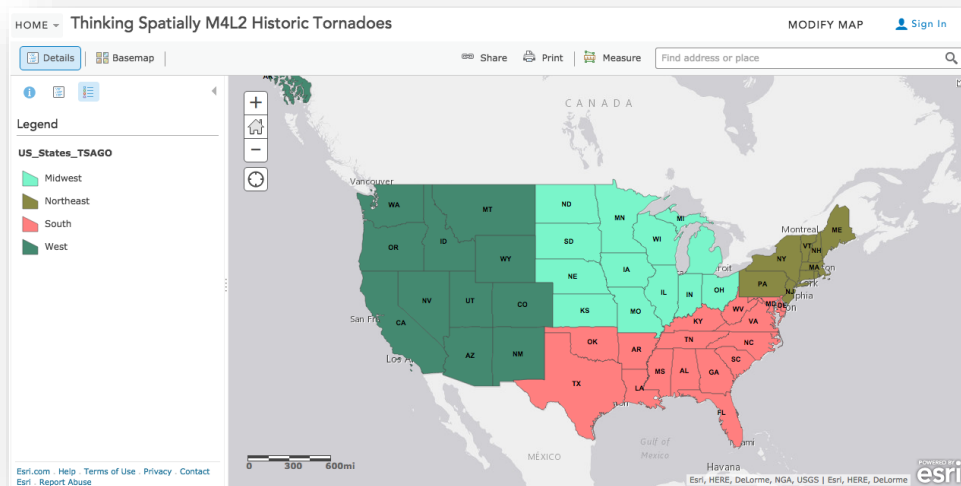 HOME Thinking Spatially M4L2 Historic Tornadoes MODIFY MAP Sign In
Details Basemap Share Print Measure Find address or place
Legend
US_States_TSAGO
Midwest
Northeast
South
West
CANADA
Vancouver
WA
MT
ND
MN
MI
ME
Montreal
OR
ID
SD
WI
VT
NH
NY
WY
MA
IA
PA
NE
NV
UT
CO
IL
IN
OH
NJ
phia
San Fr
CA
KS
MO
WV
MD
DE
KY
VA
AZ
NM
OK
AR
TN
NC
SC
TX
MS
AL
GA
LA
FL
Gulf of
Mexico
MÉXICO
Havana
0 300 600mi
Esri.com . Help . Terms of Use . Privacy . Contact
Esri . Report Abuse
Esri, HERE, DeLorme, NGA, USGS | Esri, HERE, DeLorme
POWERED BY
esri